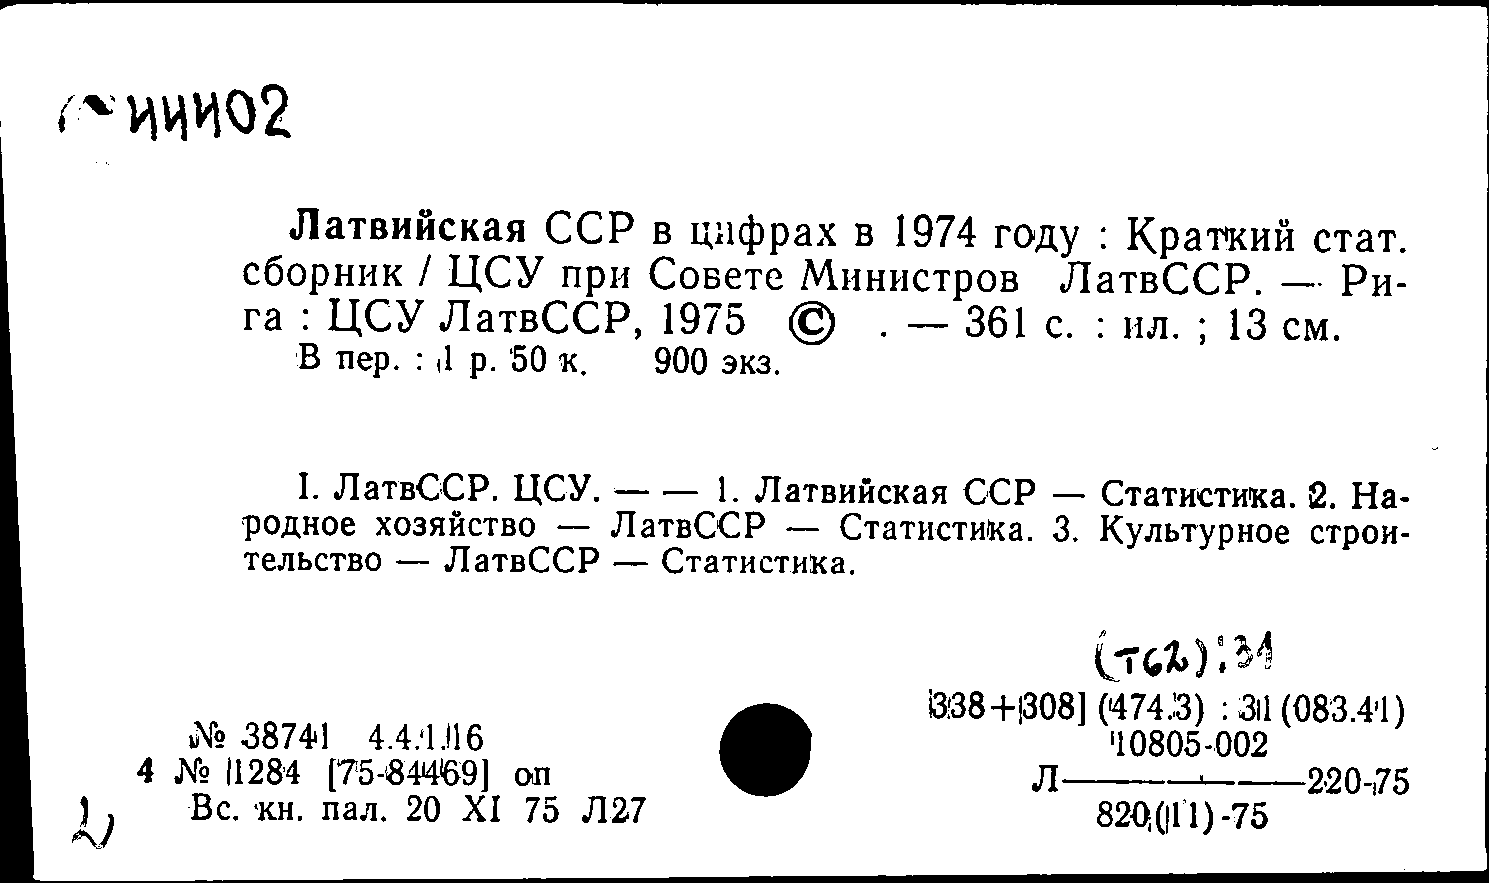 44402
Латвийская ССР в цифрах в 1974 году : Краткий стат.
сборник / ЦСУ при Совете Министров ЛатвССР. — Ри-
га : ЦСУ ЛатвССР, 1975 © . — 361 с. : ил. ; 13 см.
В пер. : 1 р. 50 к. 900 экз.
I. ЛатвССР. ЦСУ. — — 1. Латвийская ССР — Статистика. 2. На-
родное хозяйство — ЛатвССР — Статистика. 3. Культурное строи-
тельство — ЛатвССР — Статистика.
(Т62):31
338+308] (474.3) : 31 (083.41)
№ 38741 4.4.1.116
10805-002
4 № 11284 [75-84469] оп
Л————220-75
Вс. кн. пал. 20 XI 75 Л27
820(11)-75